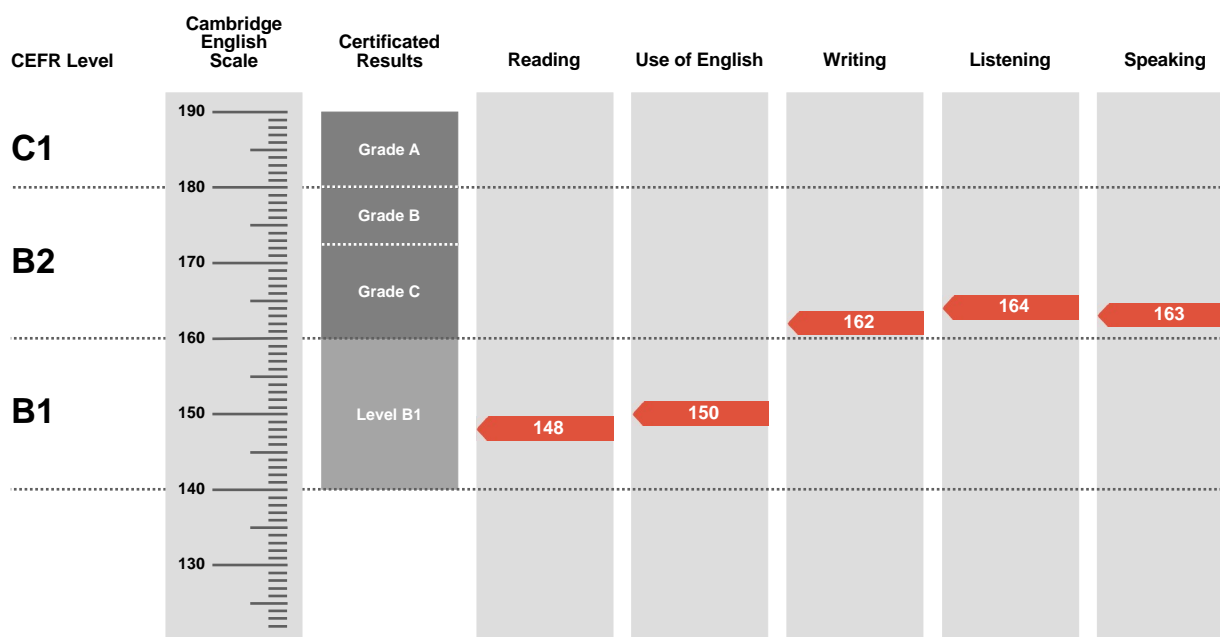 CEFR Level
Cambridge
English
Scale
Certificated
Results
Reading
Use of English
Writing
Listening
Speaking
190
C1
Grade A
180
Grade B
B2
170
Grade C
162
164
163
160
B1
150
Level B1
148
150
140
130